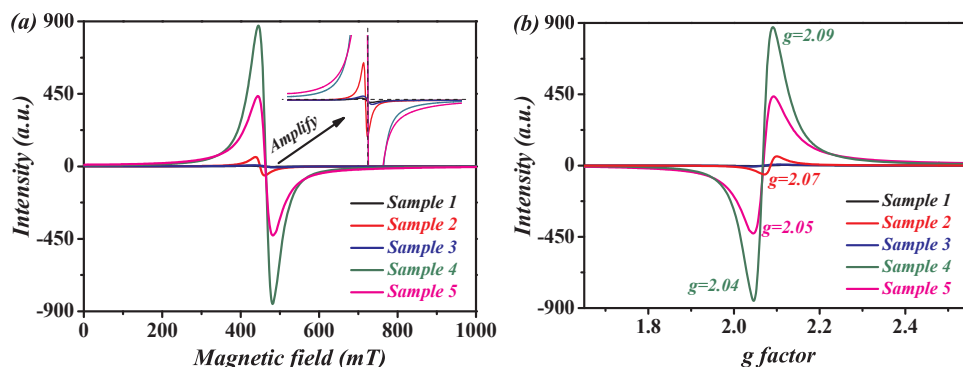 (a)
900
450
0
-450
-900
Intensity (a.u.)
Amplify
Sample 1
Sample 2
Sample 3
Sample 4
Sample 5
0 200 400 600 800 1000
Magnetic field (mT)
(b)
900
450
0
-450
-900
Intensity (a.u.)
g=2.09
g=2.07
g=2.05
g=2.04
Sample 1
Sample 2
Sample 3
Sample 4
Sample 5
1.8 2.0 2.2 2.4
g factor